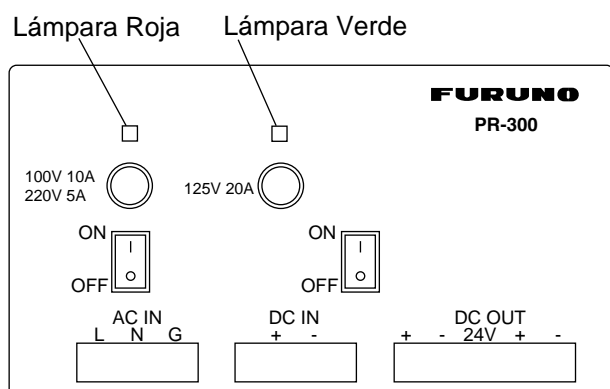 Lámpara Roja Lámpara Verde
FURUNO
PR-300
100V 10A
220V 5A
125V 20A
ON ON
OFF OFF
AC IN DC IN DC OUT
L N G + - + - 24V + -